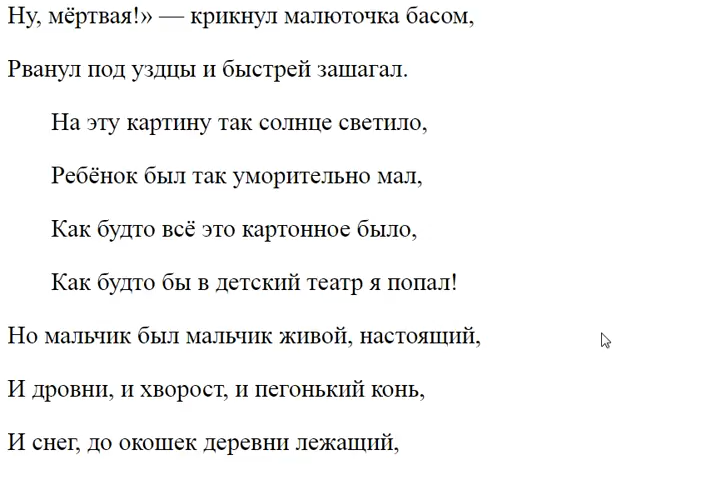 Ну, мёртвая!» — крикнул малюточка басом,
Рванул под уздцы и быстрей зашагал.
На эту картину так солнце светило,
Ребёнок был так уморительно мал,
Как будто всё это картонное было,
Как будто бы в детский театр я попал!
Но мальчик был мальчик живой, настоящий,
И дровни, и хворост, и пегонький конь,
И снег, до окошек деревни лежащий,